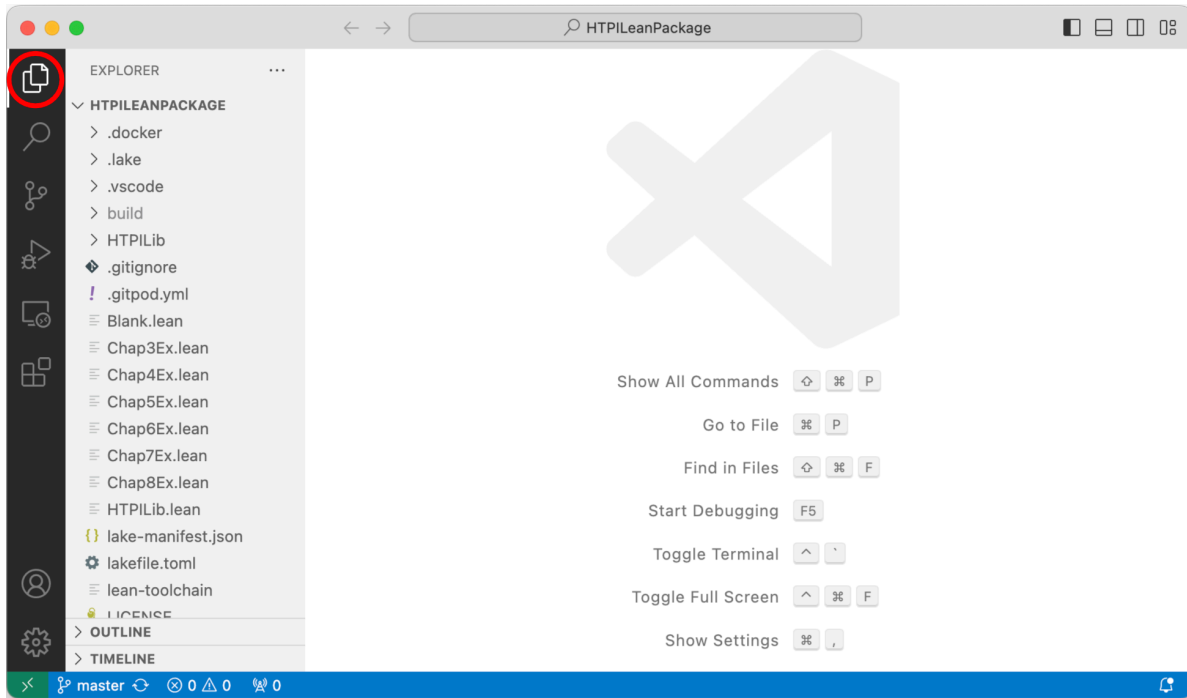 HTPILeanPackage
EXPLORER
HTPILEANPACKAGE
.docker
.lake
.vscode
build
HTPILib
.gitignore
! .gitpod.yml
Blank.lean
Chap3Ex.lean
Chap4Ex.lean
Chap5Ex.lean
Chap6Ex.lean
Chap7Ex.lean
Chap8Ex.lean
HTPILib.lean
{} lake-manifest.json
lakefile.toml
lean-toolchain
LICENSE
OUTLINE
TIMELINE
Show All Commands ⇧ ⌘ P
Go to File ⌘ P
Find in Files ⇧ ⌘ F
Start Debugging F5
Toggle Terminal ^ `
Toggle Full Screen ^ ⌘ F
Show Settings ⌘ ,
master 0 0 0